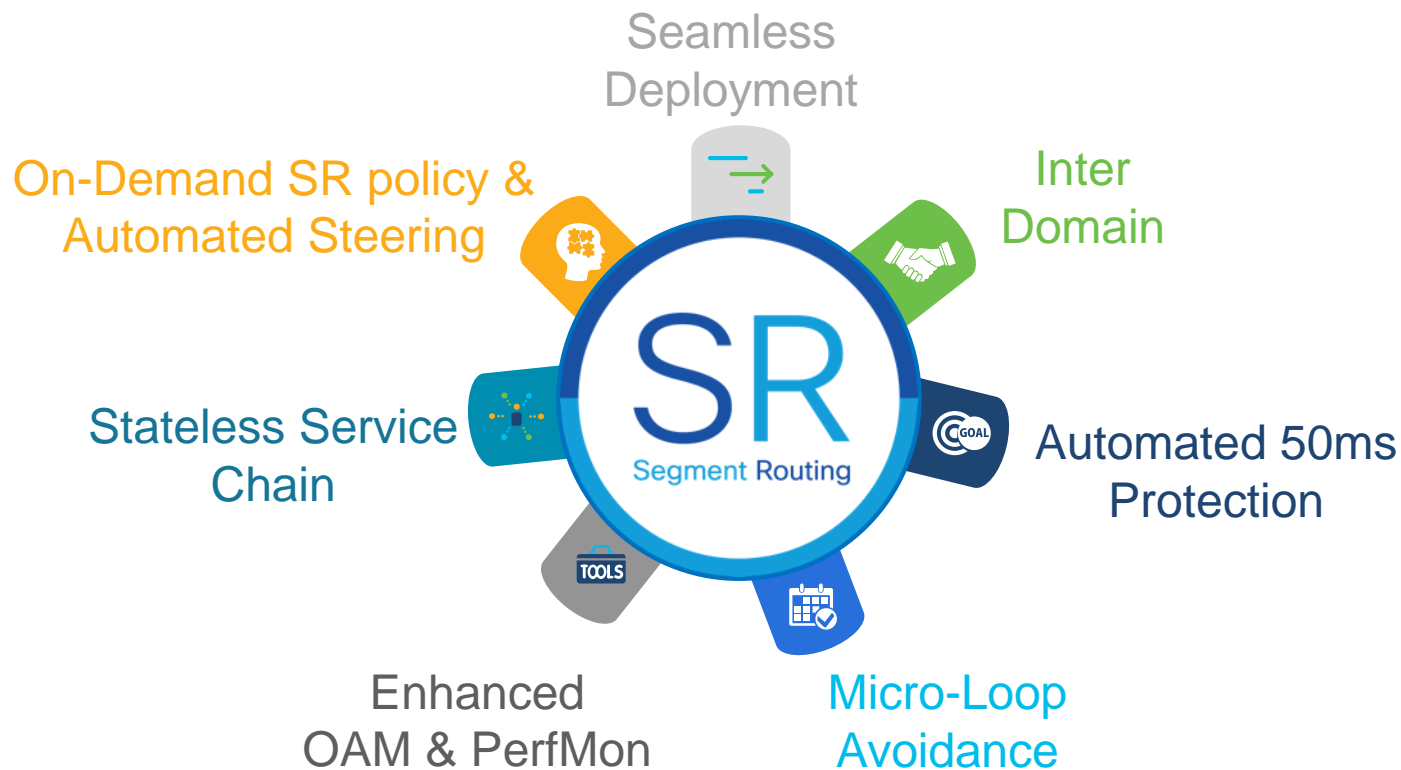 Seamless
Deployment
On-Demand SR policy &
Automated Steering
Inter
Domain
SR
Segment Routing
Stateless Service
Chain
GOAL
Automated 50ms
Protection
TOOLS
Enhanced
OAM & PerfMon
Micro-Loop
Avoidance